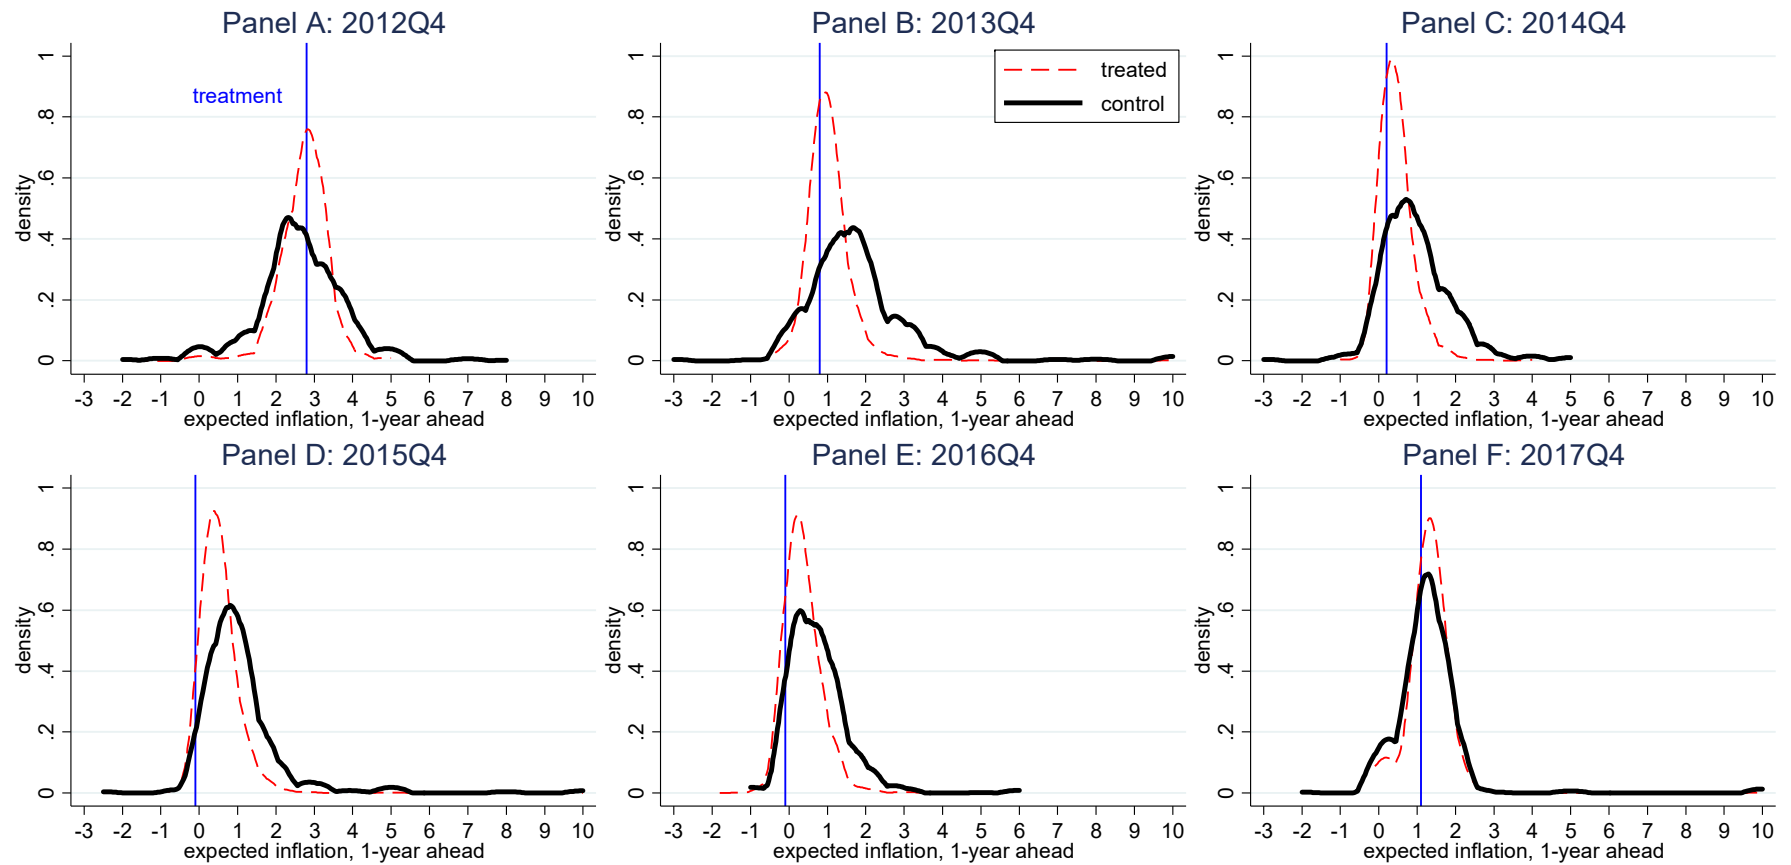 Panel A: 2012Q4
density
0 .2 .4 .6 .8 1
treatment
-3 -2 -1 0 1 2 3 4 5 6 7 8 9 10
expected inflation, 1-year ahead
Panel B: 2013Q4
density
0 .2 .4 .6 .8 1
treated
control
-3 -2 -1 0 1 2 3 4 5 6 7 8 9 10
expected inflation, 1-year ahead
Panel C: 2014Q4
density
0 .2 .4 .6 .8 1
-3 -2 -1 0 1 2 3 4 5 6 7 8 9 10
expected inflation, 1-year ahead
Panel D: 2015Q4
density
0 .2 .4 .6 .8 1
-3 -2 -1 0 1 2 3 4 5 6 7 8 9 10
expected inflation, 1-year ahead
Panel E: 2016Q4
density
0 .2 .4 .6 .8 1
-3 -2 -1 0 1 2 3 4 5 6 7 8 9 10
expected inflation, 1-year ahead
Panel F: 2017Q4
density
0 .2 .4 .6 .8 1
-3 -2 -1 0 1 2 3 4 5 6 7 8 9 10
expected inflation, 1-year ahead